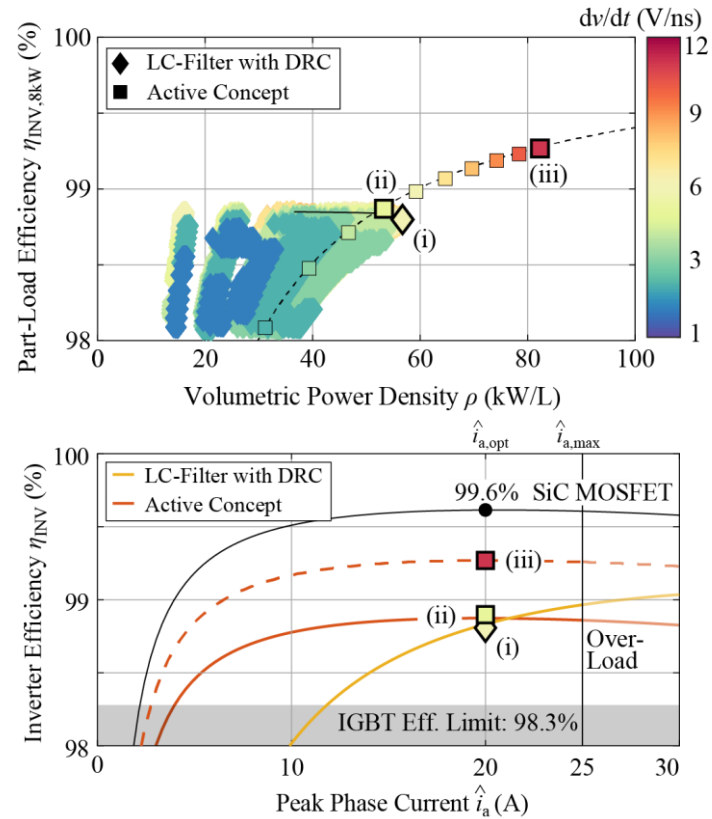 dv/dt (V/ns)
100
99
98
Part-Load Efficiency ηINV,8kW (%)
LC-Filter with DRC
Active Concept
(ii)
(i)
(iii)
12
9
6
3
1
0 20 40 60 80 100
Volumetric Power Density ρ (kW/L)
îa,opt îa,max
100
99
98
Inverter Efficiency ηINV (%)
LC-Filter with DRC
Active Concept
99.6% SiC MOSFET
(iii)
(ii)
(i)
Over-
Load
IGBT Eff. Limit: 98.3%
0 10 20 25 30
Peak Phase Current îa (A)